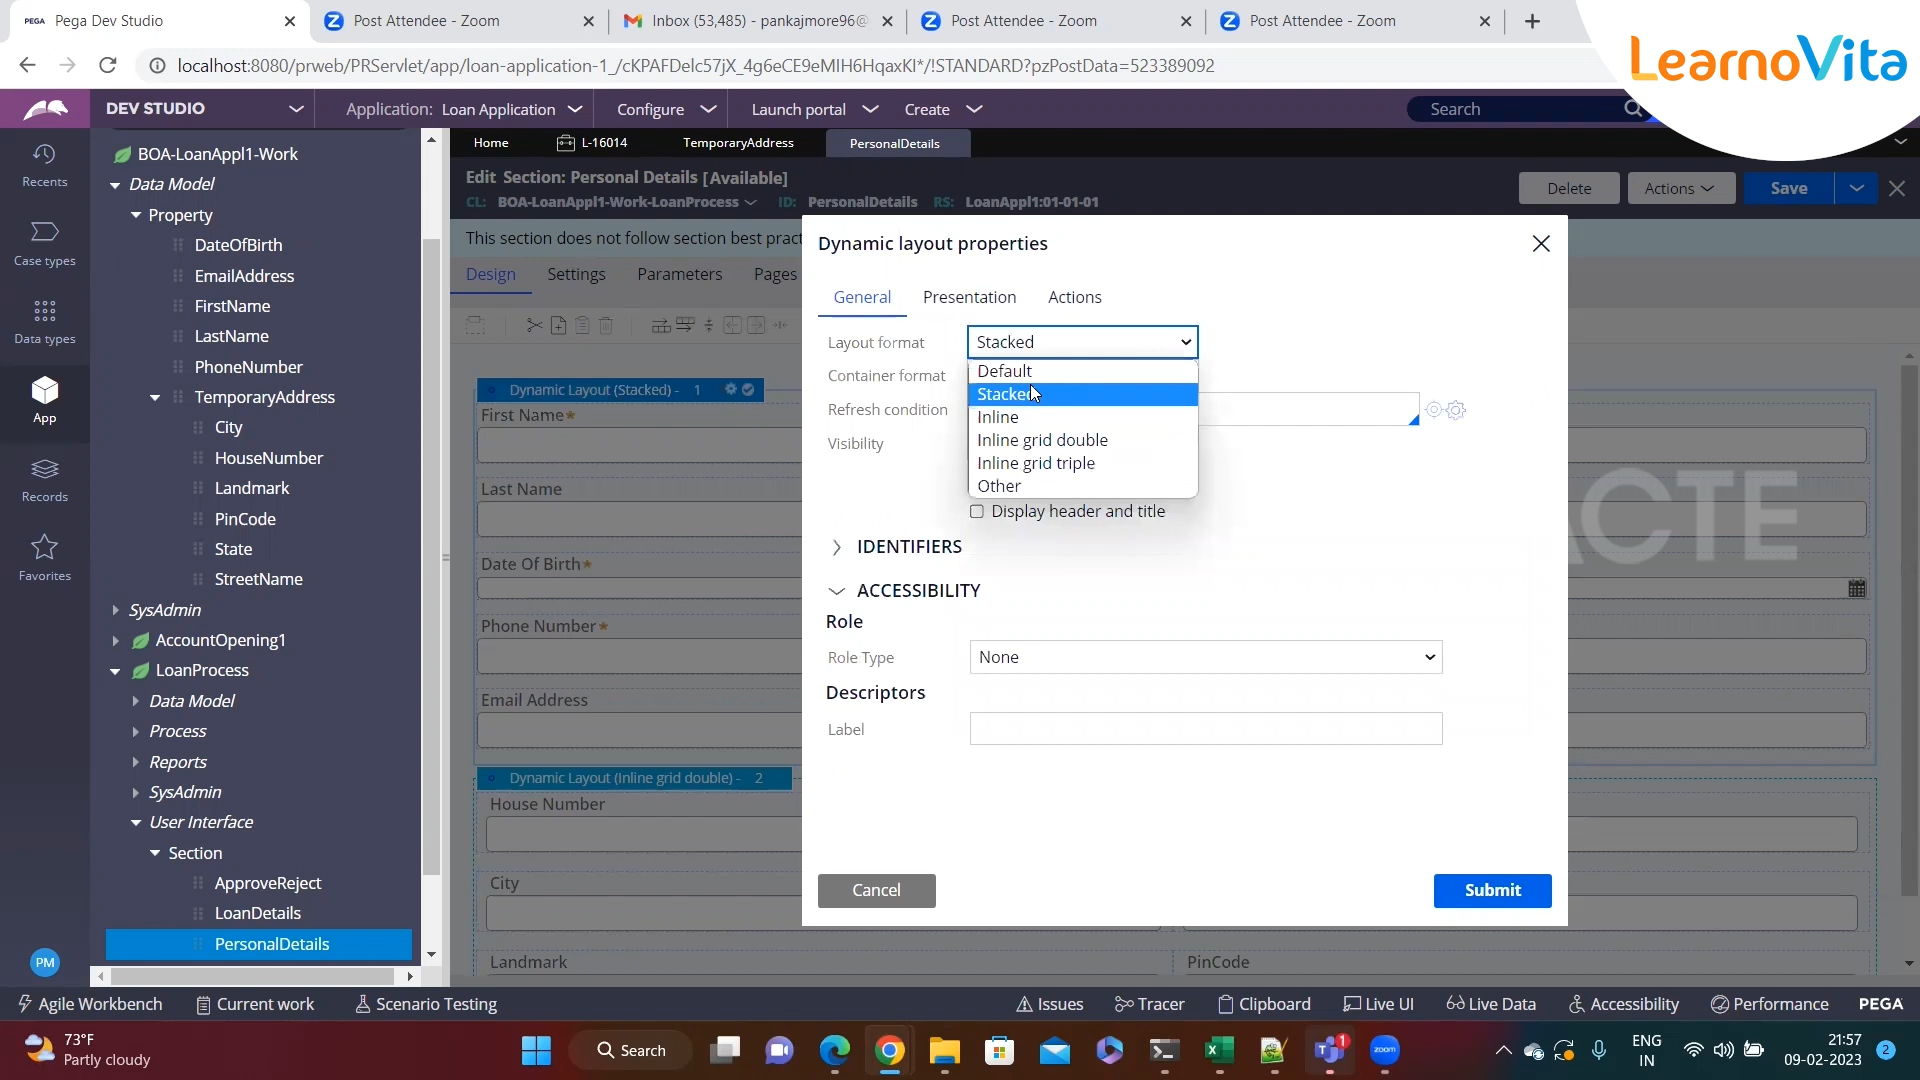 PEGA Pega Dev Studio
Post Attendee - Zoom
Inbox (53,485) - pankajmore96@
Post Attendee - Zoom
Post Attendee - Zoom
LearnoVita
localhost:8080/prweb/PRServlet/app/loan-application-1_/cKPAFDelc57jX_4g6eCE9eMIH6HqaxKI*/!STANDARD?pzPostData=523389092
DEV STUDIO
Application: Loan Application
Configure
Launch portal
Create
Search
Recents
Case types
Data types
App
Records
Favorites
PM
BOA-LoanAppl1-Work
Data Model
Property
DateOfBirth
EmailAddress
FirstName
LastName
PhoneNumber
TemporaryAddress
City
HouseNumber
Landmark
PinCode
State
StreetName
SysAdmin
AccountOpening1
LoanProcess
Data Model
Process
Reports
SysAdmin
User Interface
Section
ApproveReject
LoanDetails
PersonalDetails
Home
L-16014
TemporaryAddress
PersonalDetails
Edit Section: Personal Details [Available]
CL: BOA-LoanAppl1-Work-LoanProcess ID: PersonalDetails RS: LoanAppl1:01-01-01
Delete
Actions
Save
This section does not follow section best pract
Design
Settings
Parameters
Pages
Dynamic Layout (Stacked) - 1
First Name*
Last Name
Date Of Birth*
Phone Number*
Email Address
Dynamic Layout (Inline grid double) - 2
House Number
City
Landmark
PinCode
ACTE
Dynamic layout properties
General
Presentation
Actions
Layout format
Stacked
Default
Stacked
Inline
Inline grid double
Inline grid triple
Other
Container format
Refresh condition
Visibility
Display header and title
IDENTIFIERS
ACCESSIBILITY
Role
Role Type
None
Descriptors
Label
Cancel
Submit
Agile Workbench
Current work
Scenario Testing
Issues
Tracer
Clipboard
Live UI
Live Data
Accessibility
Performance
PEGA
73°F
Partly cloudy
Search
1
zoom
ENG
IN
21:57
09-02-2023
2